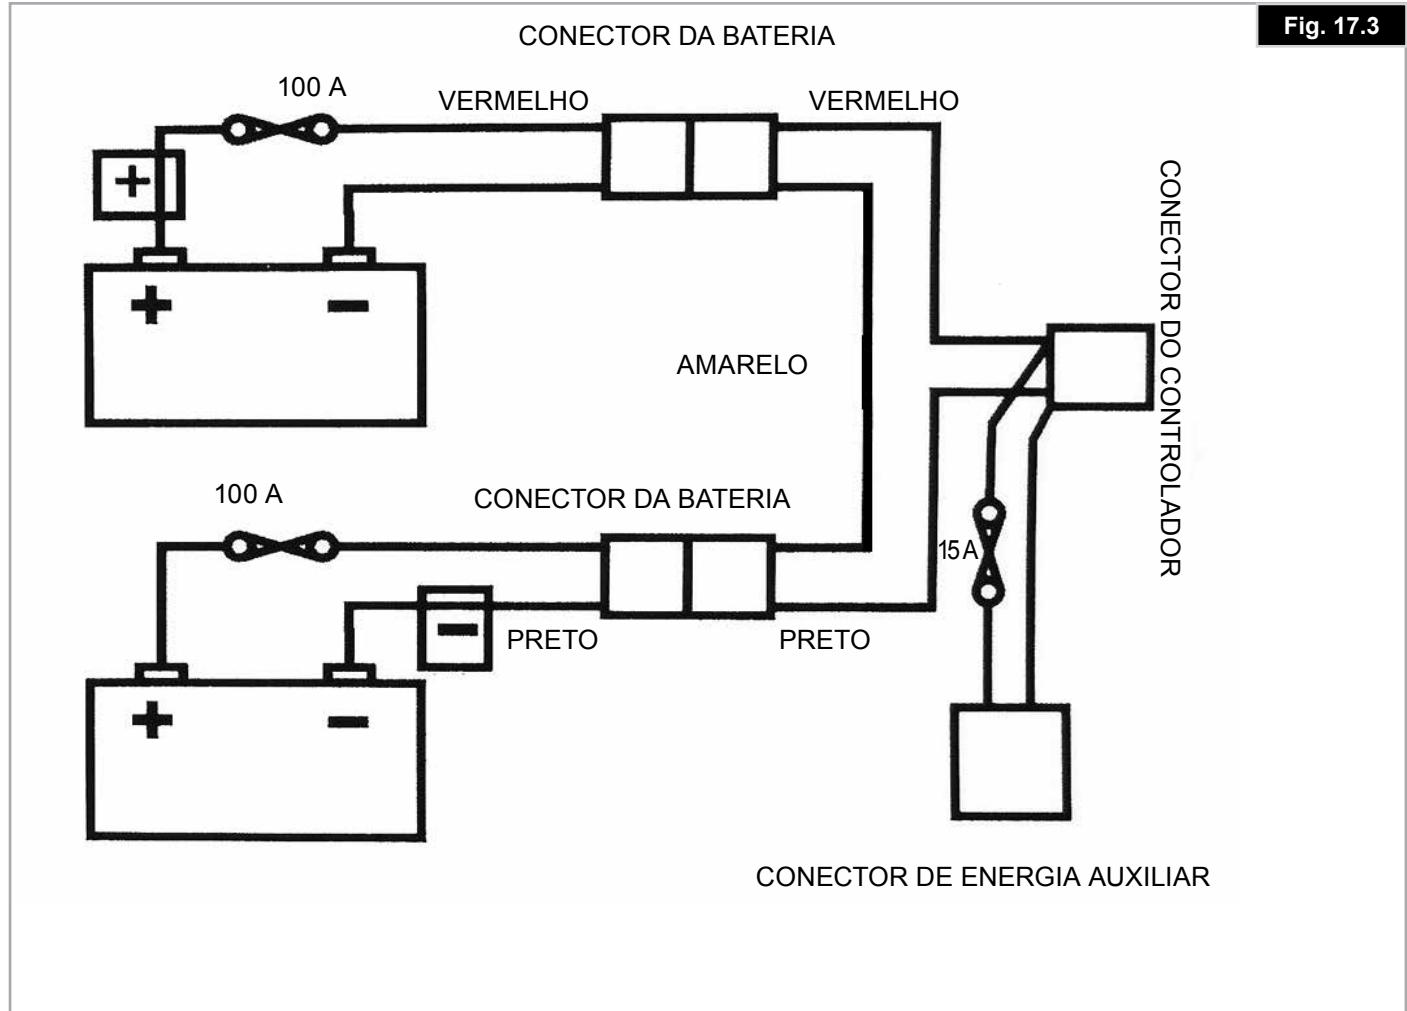 Fig. 17.3
CONECTOR DA BATERIA
100 A
VERMELHO
VERMELHO
+
+
−
CONECTOR DO CONTROLADOR
AMARELO
100 A
CONECTOR DA BATERIA
15 A
−
PRETO
PRETO
+
−
CONECTOR DE ENERGIA AUXILIAR